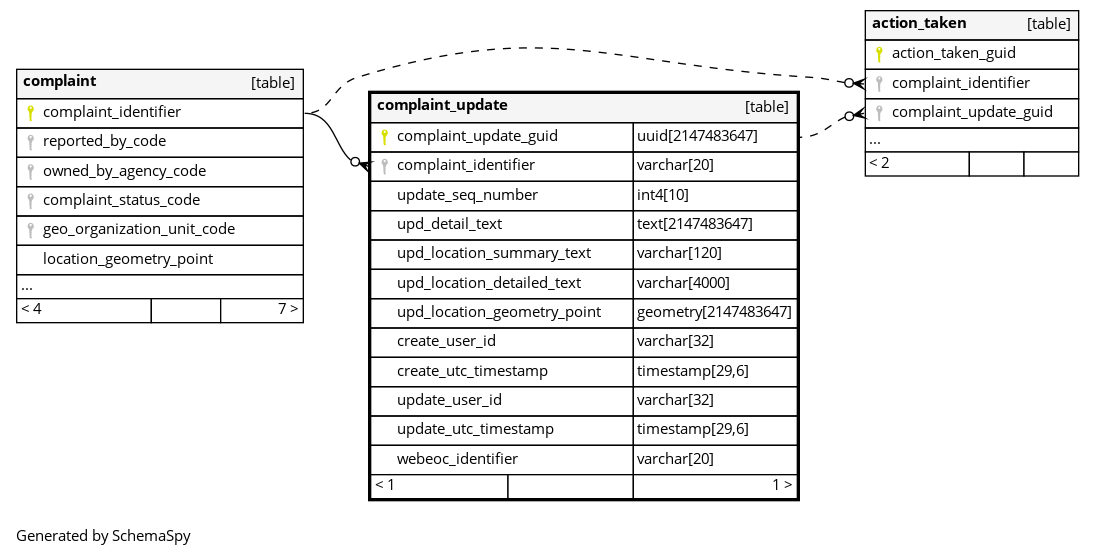 complaint [table]
complaint_identifier
reported_by_code
owned_by_agency_code
complaint_status_code
geo_organization_unit_code
location_geometry_point
...
< 4 7 >
complaint_update [table]
complaint_update_guid uuid[2147483647]
complaint_identifier varchar[20]
update_seq_number int4[10]
upd_detail_text text[2147483647]
upd_location_summary_text varchar[120]
upd_location_detailed_text varchar[4000]
upd_location_geometry_point geometry[2147483647]
create_user_id varchar[32]
create_utc_timestamp timestamp[29,6]
update_user_id varchar[32]
update_utc_timestamp timestamp[29,6]
webeoc_identifier varchar[20]
< 1 1 >
action_taken [table]
action_taken_guid
complaint_identifier
complaint_update_guid
...
< 2
Generated by SchemaSpy